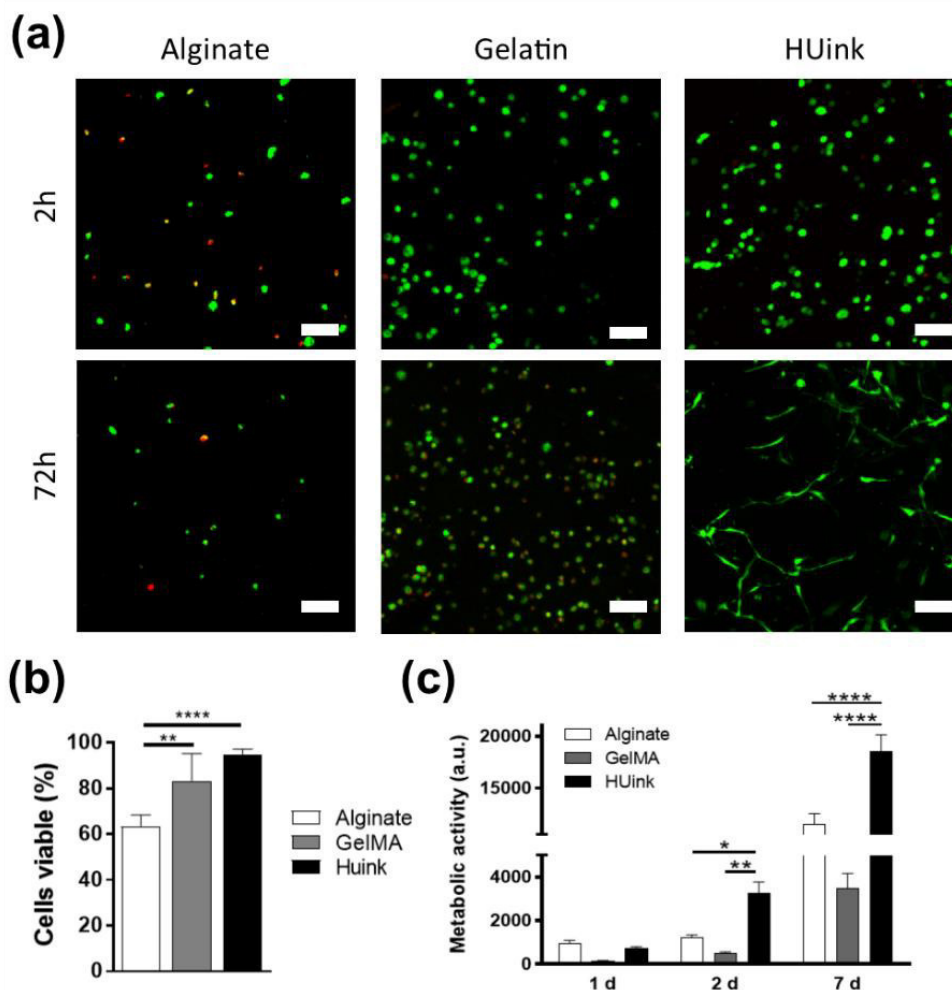 (a)
Alginate Gelatin HUink
2h
72h
(b)
**** 
**
Cells viable (%)
100
80
60
40
20
0
Alginate
GelMA
Huink
(c)
****
****
*
**
Metabolic activity (a.u.)
20000
15000
10000
4000
2000
0
Alginate
GelMA
HUink
1 d 2 d 7 d